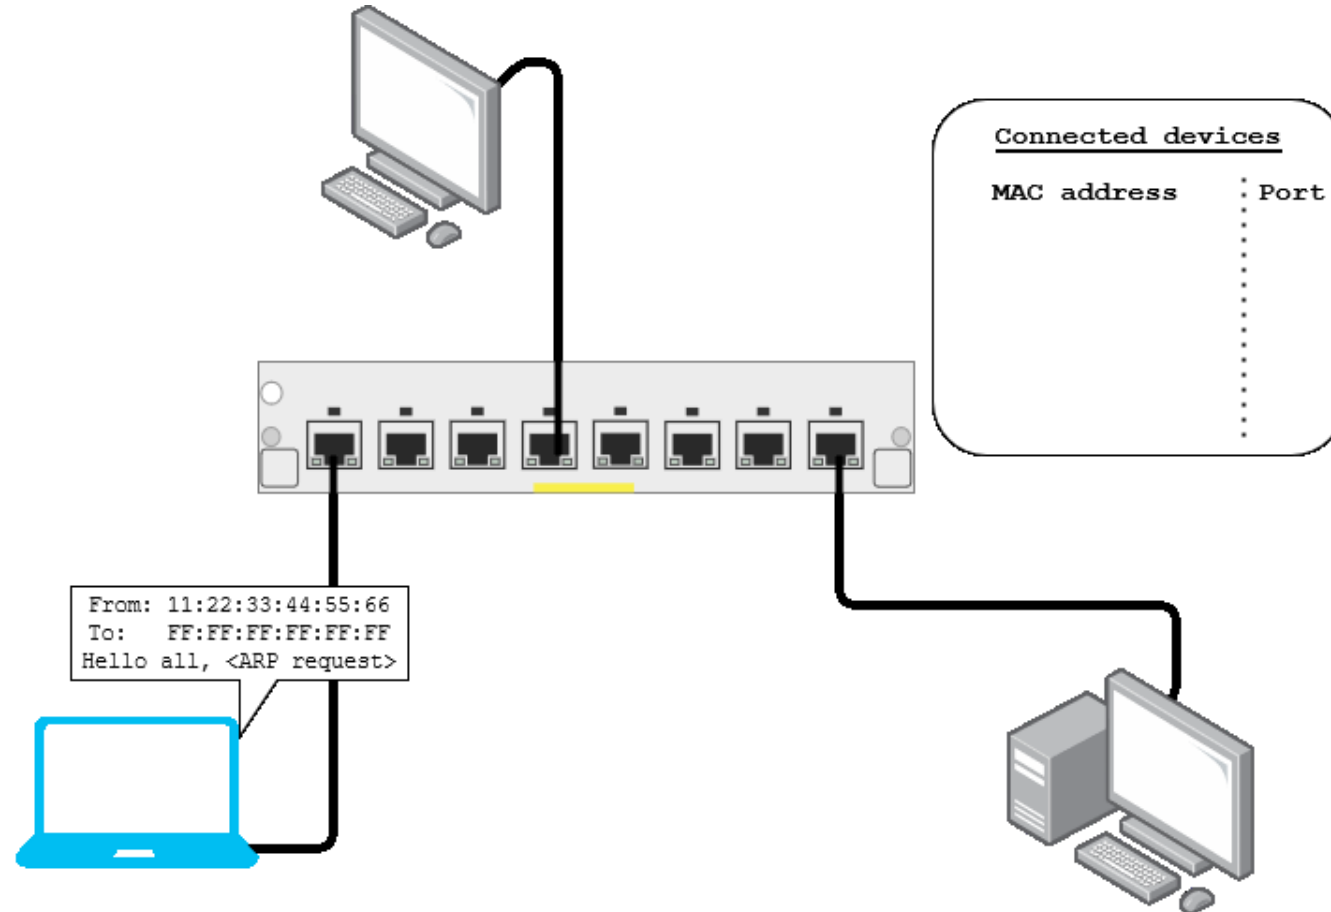 Connected devices
MAC address Port
From: 11:22:33:44:55:66
To: FF:FF:FF:FF:FF:FF
Hello all, <ARP request>